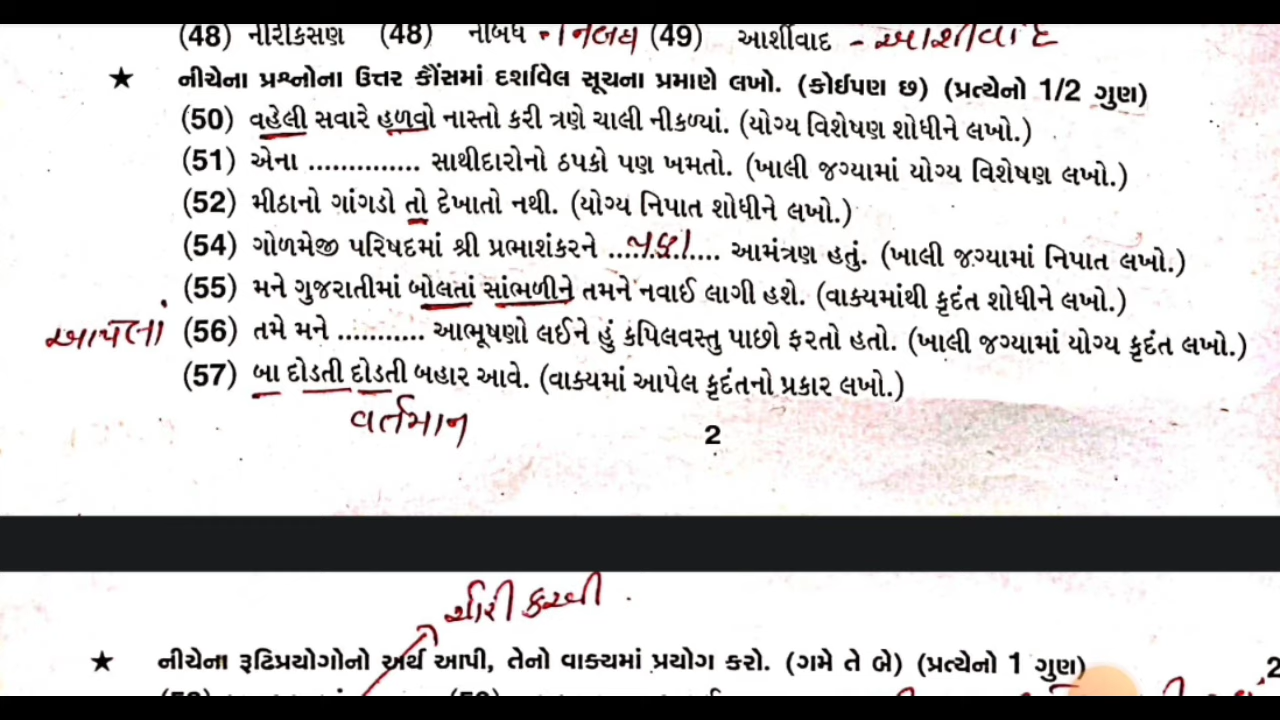 (48) નીરીક્સણ (48) નીબંધ - નિબંધ (49) આર્શીવાદ - આશીર્વાદ
★ નીચેના પ્રશ્નોના ઉત્તર કૌંસમાં દર્શાવેલ સૂચના પ્રમાણે લખો. (કોઈપણ છ) (પ્રત્યેનો 1/2 ગુણ)
(50) વહેલી સવારે હળવો નાસ્તો કરી ત્રણે ચાલી નીકળ્યાં. (યોગ્ય વિશેષણ શોધીને લખો.)
(51) એના .............. સાથીદારોનો ઠપકો પણ ખમતો. (ખાલી જગ્યામાં યોગ્ય વિશેષણ લખો.)
(52) મીઠાનો ગાંગડો તો દેખાતો નથી. (યોગ્ય નિપાત શોધીને લખો.)
(54) ગોળમેજી પરિષદમાં શ્રી પ્રભાશંકરને ............ આમંત્રણ હતું. (ખાલી જગ્યામાં નિપાત લખો.)
(55) મને ગુજરાતીમાં બોલતાં સાંભળીને તમને નવાઈ લાગી હશે. (વાક્યમાંથી કૃદંત શોધીને લખો.)
આપેલાં (56) તમે મને ............ આભૂષણો લઈને હું કપિલવસ્તુ પાછો ફરતો હતો. (ખાલી જગ્યામાં યોગ્ય કૃદંત લખો.)
(57) બા દોડતી દોડતી બહાર આવે. (વાક્યમાં આપેલ કૃદંતનો પ્રકાર લખો.)
વર્તમાન
2
ચોરી કરવી
★ નીચેના રૂઢિપ્રયોગોનો અર્થ આપી, તેનો વાક્યમાં પ્રયોગ કરો. (ગમે તે બે) (પ્રત્યેનો 1 ગુણ) 2